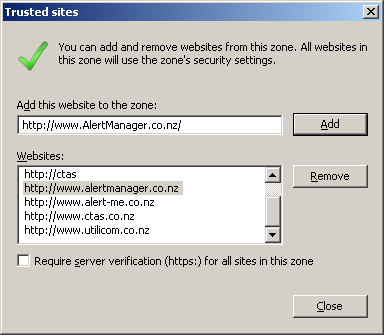 Trusted sites
You can add and remove websites from this zone. All websites in
this zone will use the zone's security settings.
Add this website to the zone:
http://www.AlertManager.co.nz/
Add
Websites:
http://ctas
http://www.alertmanager.co.nz
http://www.alert-me.co.nz
http://www.ctas.co.nz
http://www.utilicom.co.nz
Remove
Require server verification (https:) for all sites in this zone
Close